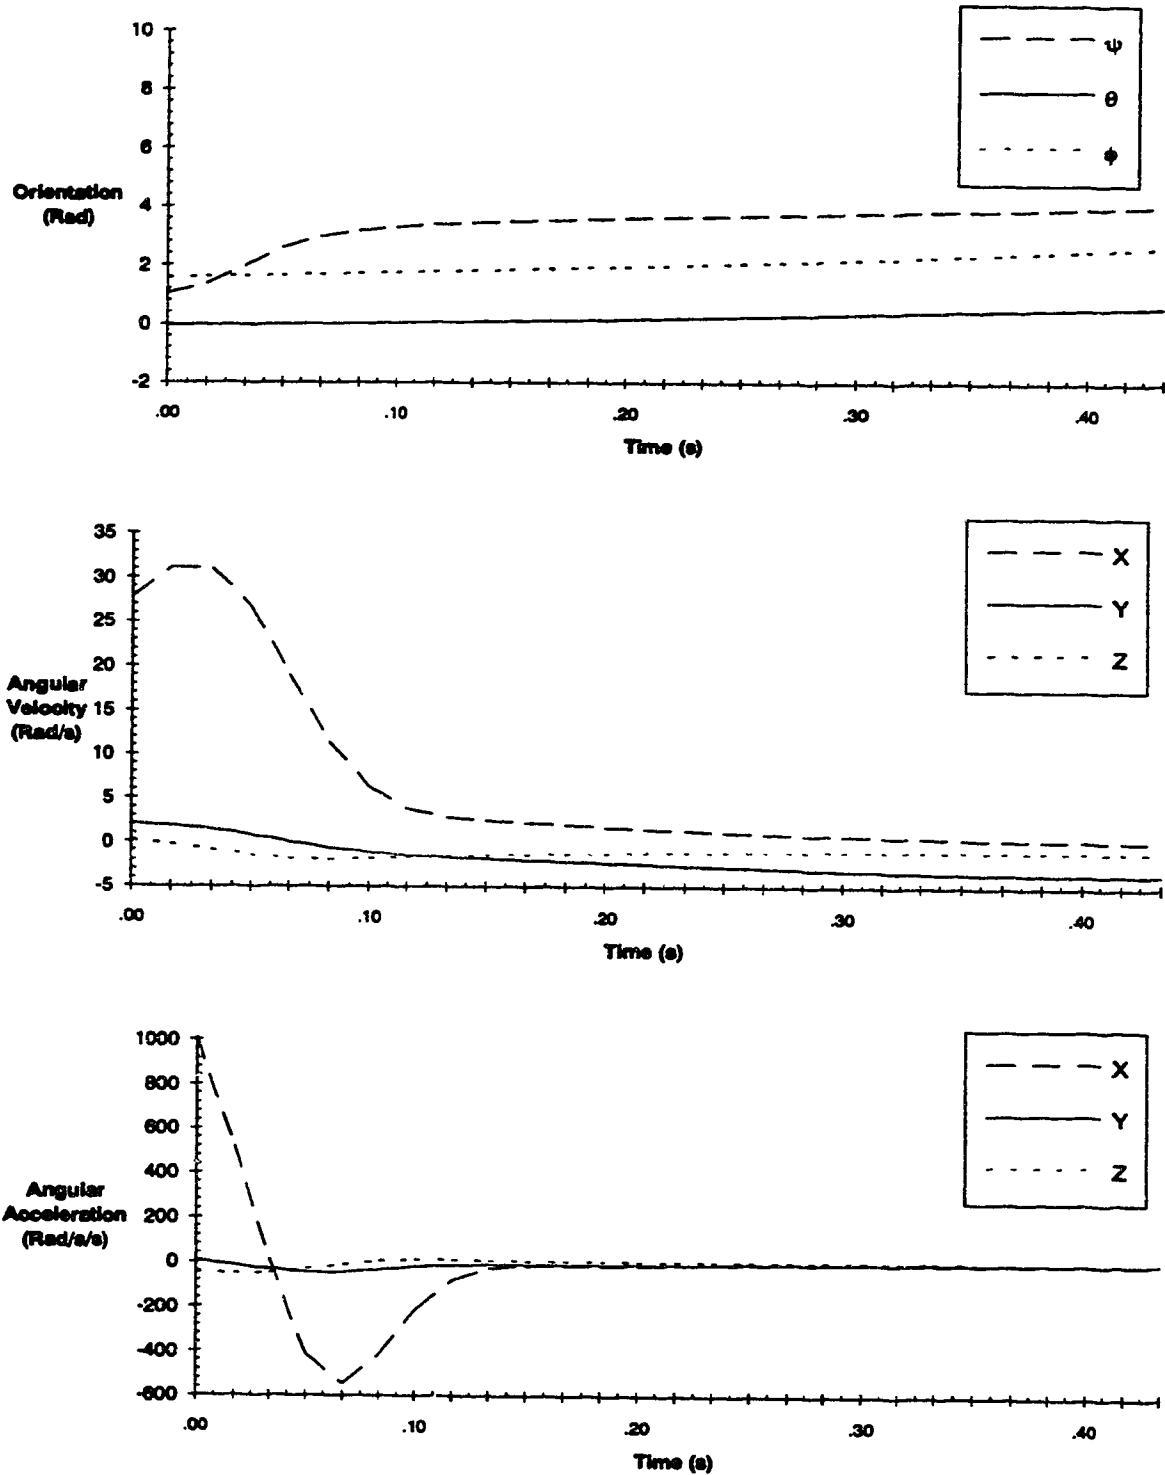 10
8
6
4
2
0
-2
Orientation
(Rad)
.00
.10
.20
.30
.40
Time (s)
ψ
θ
φ
35
30
25
20
15
10
5
0
-5
Angular
Velocity
(Rad/s)
.00
.10
.20
.30
.40
Time (s)
X
Y
Z
1000
800
600
400
200
0
-200
-400
-600
Angular
Acceleration
(Rad/s/s)
.00
.10
.20
.30
.40
Time (s)
X
Y
Z